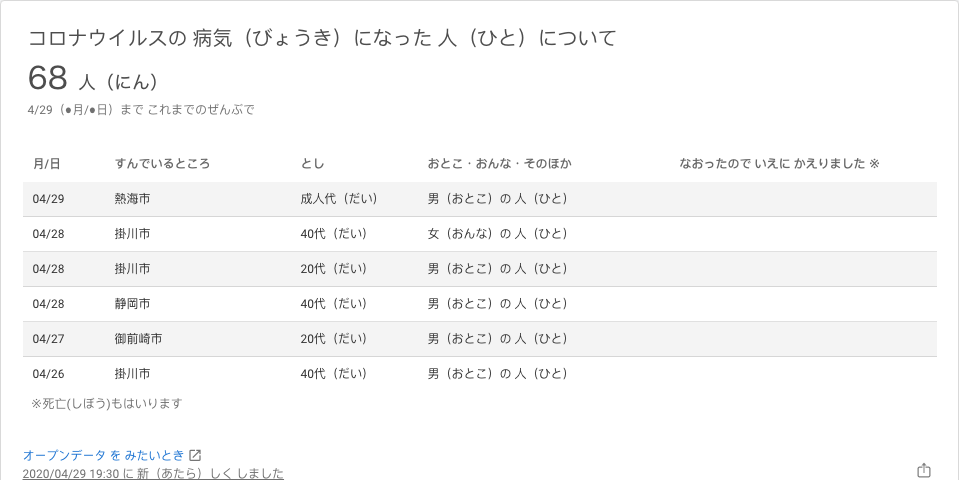 コロナウイルスの 病気（びょうき）になった 人（ひと）について
68 人（にん）
4/29（●月/●日）まで これまでのぜんぶで
月/日 すんでいるところ とし おとこ・おんな・そのほか なおったので いえに かえりました ※
04/29 熱海市 成人代（だい） 男（おとこ）の 人（ひと）
04/28 掛川市 40代（だい） 女（おんな）の 人（ひと）
04/28 掛川市 20代（だい） 男（おとこ）の 人（ひと）
04/28 静岡市 40代（だい） 男（おとこ）の 人（ひと）
04/27 御前崎市 20代（だい） 男（おとこ）の 人（ひと）
04/26 掛川市 40代（だい） 男（おとこ）の 人（ひと）
※死亡(しぼう)もはいります
オープンデータ を みたいとき
2020/04/29 19:30 に 新（あたら）しく しました